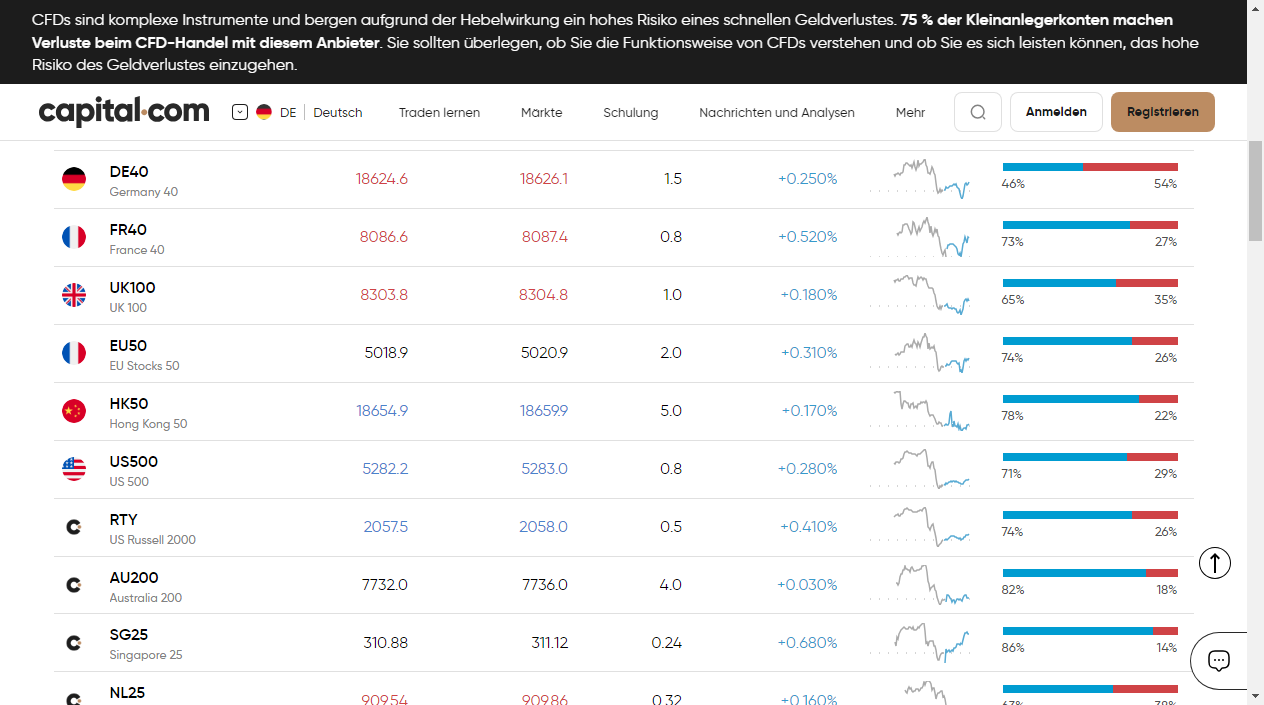 CFDs sind komplexe Instrumente und bergen aufgrund der Hebelwirkung ein hohes Risiko eines schnellen Geldverlustes. 75 % der Kleinanlegerkonten machen
Verluste beim CFD-Handel mit diesem Anbieter. Sie sollten überlegen, ob Sie die Funktionsweise von CFDs verstehen und ob Sie es sich leisten können, das hohe
Risiko des Geldverlustes einzugehen.
capital.com DE Deutsch Traden lernen Märkte Schulung Nachrichten und Analysen Mehr Anmelden Registrieren
DE40 18624.6 18626.1 1.5 +0.250%
Germany 40 46% 54%
FR40 8086.6 8087.4 0.8 +0.520%
France 40 73% 27%
UK100 8303.8 8304.8 1.0 +0.180%
UK 100 65% 35%
EU50 5018.9 5020.9 2.0 +0.310%
EU Stocks 50 74% 26%
HK50 18654.9 18659.9 5.0 +0.170%
Hong Kong 50 78% 22%
US500 5282.2 5283.0 0.8 +0.280%
US 500 71% 29%
RTY 2057.5 2058.0 0.5 +0.410%
US Russell 2000 74% 26%
AU200 7732.0 7736.0 4.0 +0.030%
Australia 200 82% 18%
SG25 310.88 311.12 0.24 +0.680%
Singapore 25 86% 14%
NL25 909.54 909.86 0.32 +0.160%